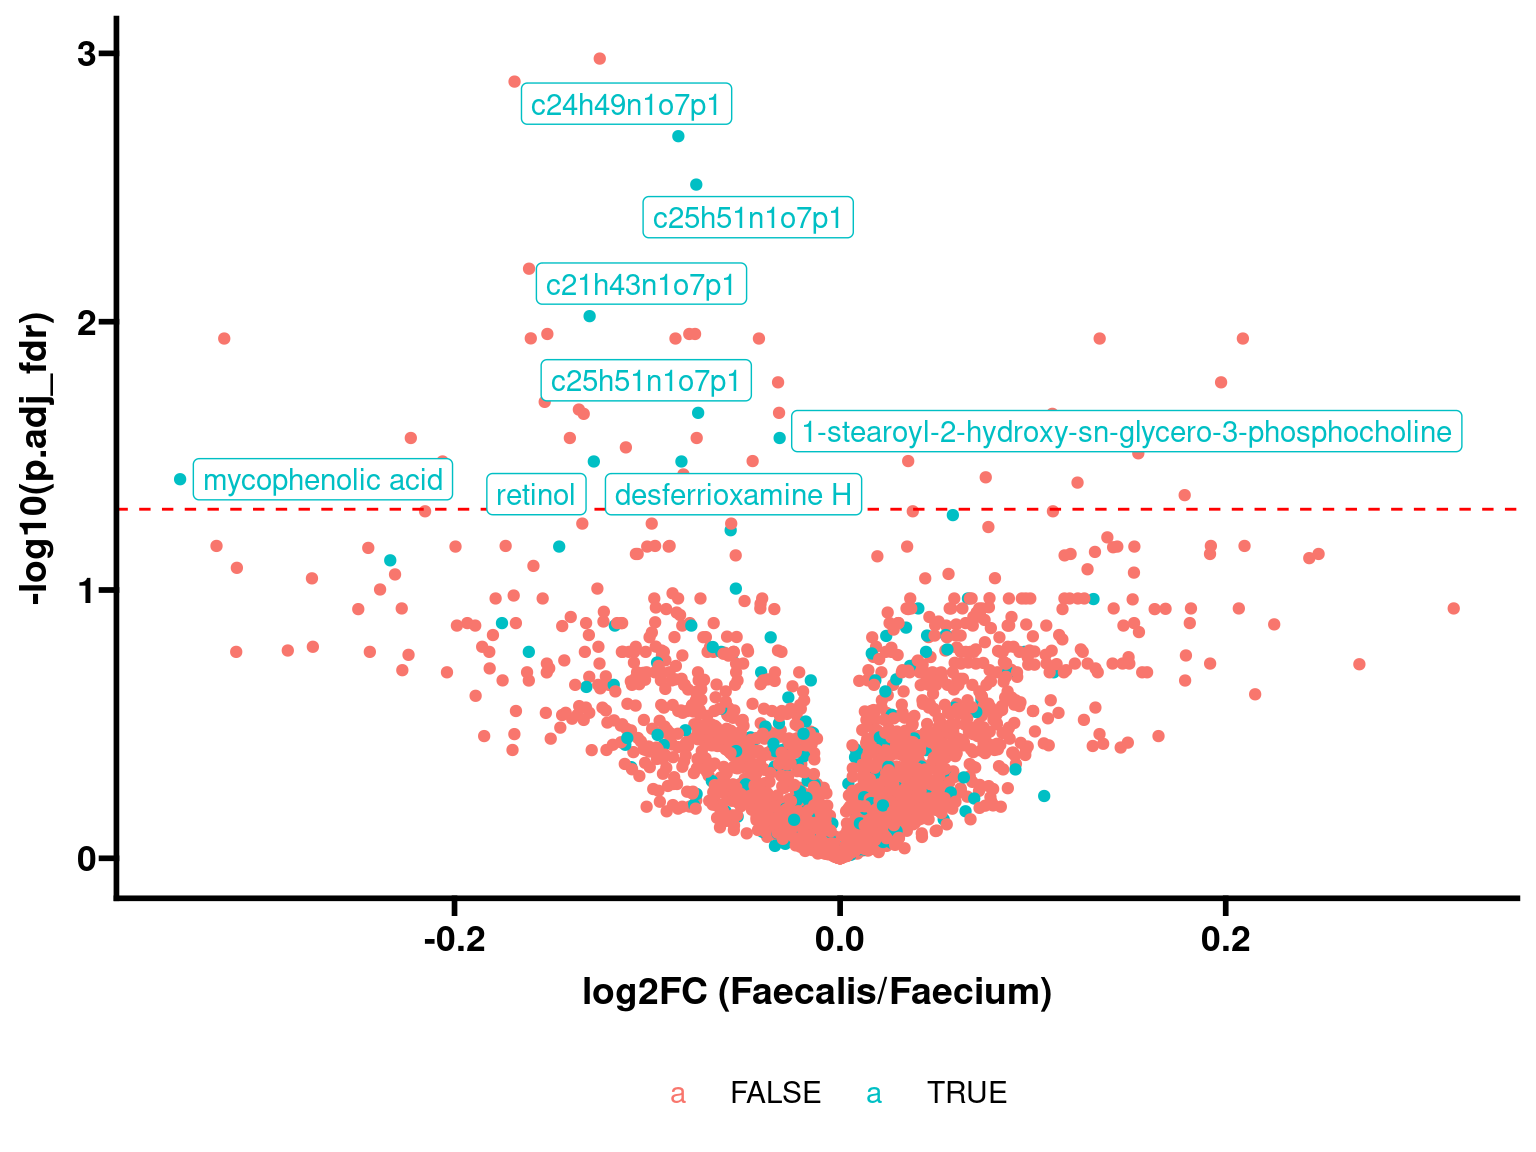 3
c24h49n1o7p1
c25h51n1o7p1
c21h43n1o7p1
2
c25h51n1o7p1
1-stearoyl-2-hydroxy-sn-glycero-3-phosphocholine
mycophenolic acid
retinol
desferrioxamine H
1
0
-log10(p.adj_fdr)
-0.2
0.0
0.2
log2FC (Faecalis/Faecium)
a FALSE a TRUE